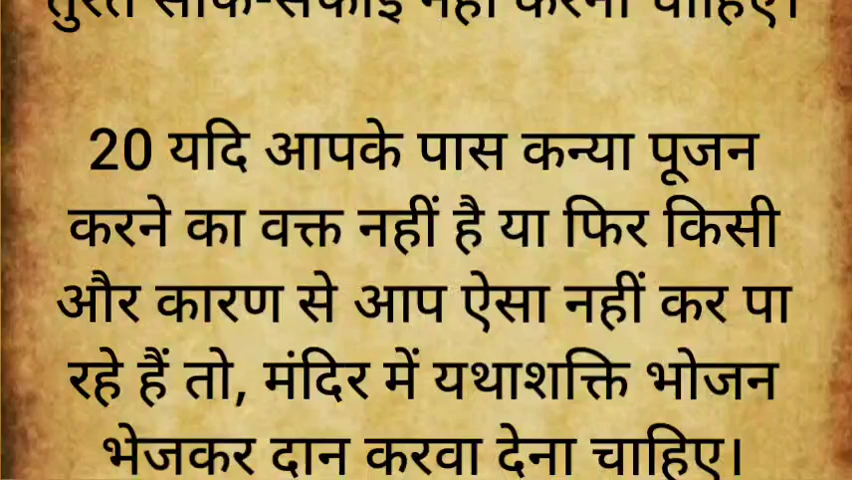 तुरंत साफ-सफाई नहीं करनी चाहिए।
20 यदि आपके पास कन्या पूजन
करने का वक्त नहीं है या फिर किसी
और कारण से आप ऐसा नहीं कर पा
रहे हैं तो, मंदिर में यथाशक्ति भोजन
भेजकर दान करवा देना चाहिए।